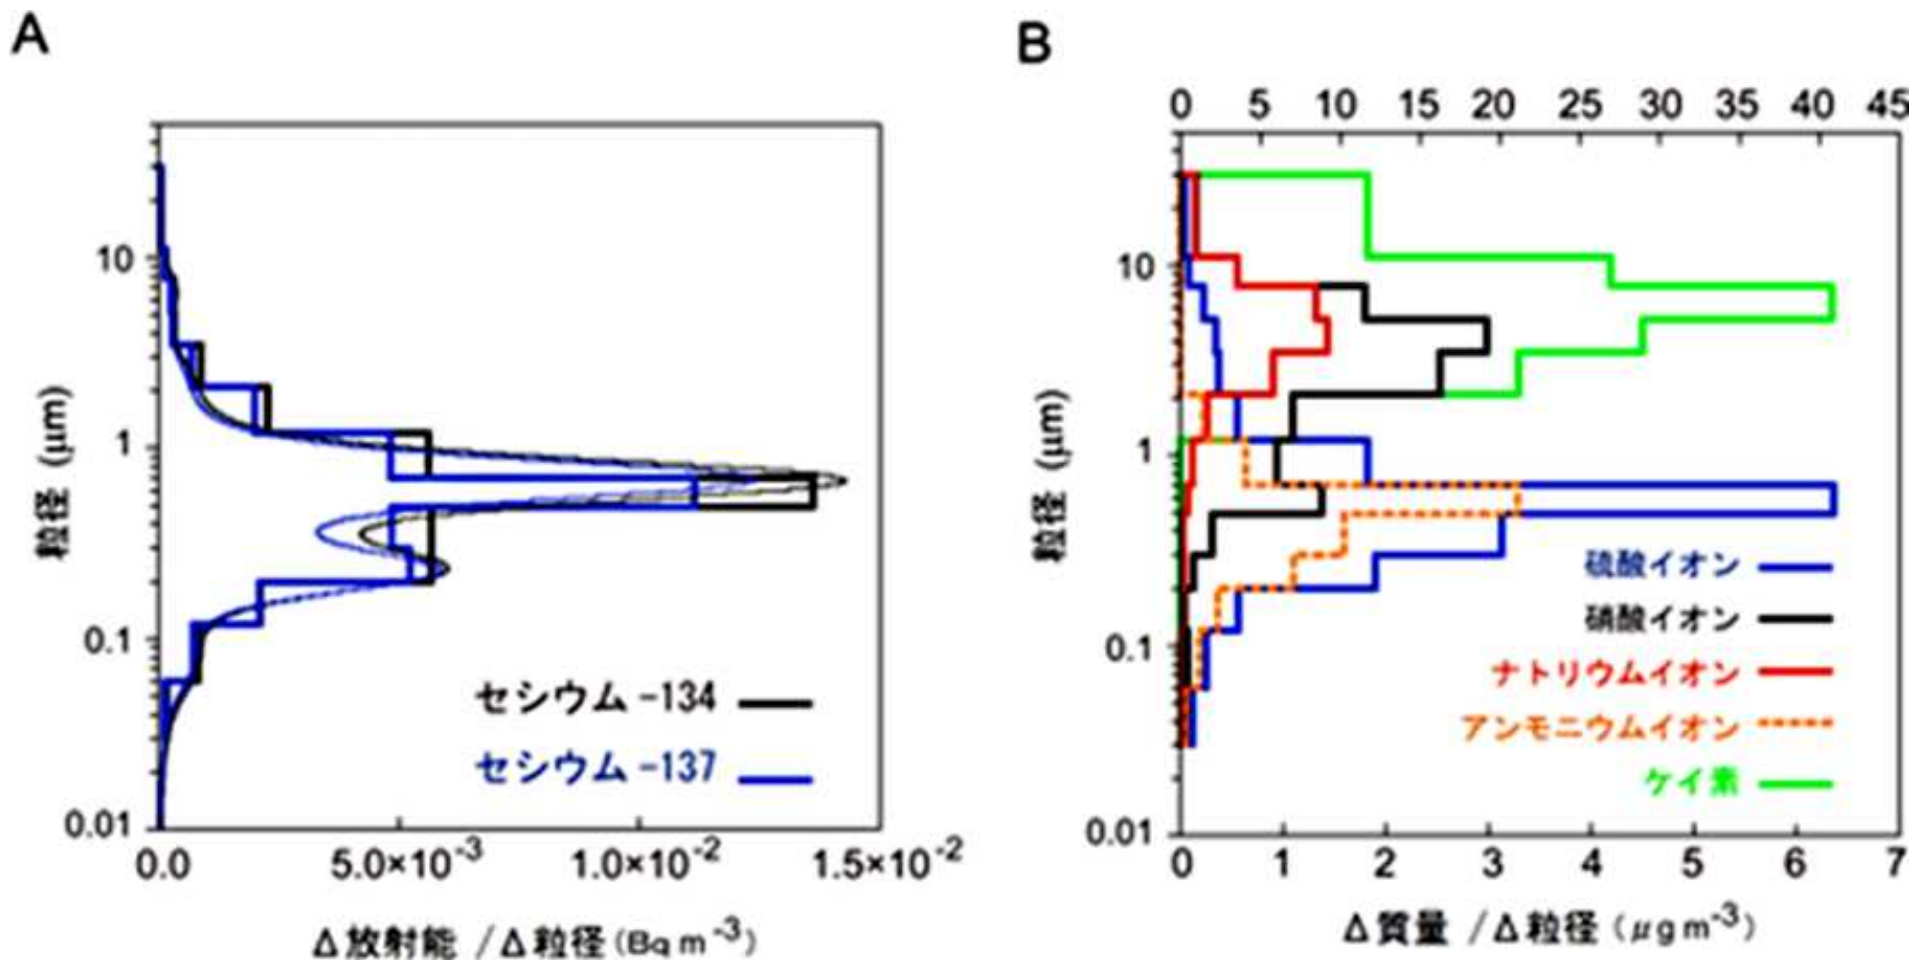 A
10
1
0.1
0.01
粒径 (μm)
セシウム -134
セシウム -137
0.0 5.0×10-3 1.0×10-2 1.5×10-2
Δ放射能 /Δ粒径(Bq m-3)
B
0 5 10 15 20 25 30 35 40 45
10
1
0.1
0.01
粒径 (μm)
硫酸イオン
硝酸イオン
ナトリウムイオン
アンモニウムイオン
ケイ素
0 1 2 3 4 5 6 7
Δ質量 /Δ粒径 (μg m-3)